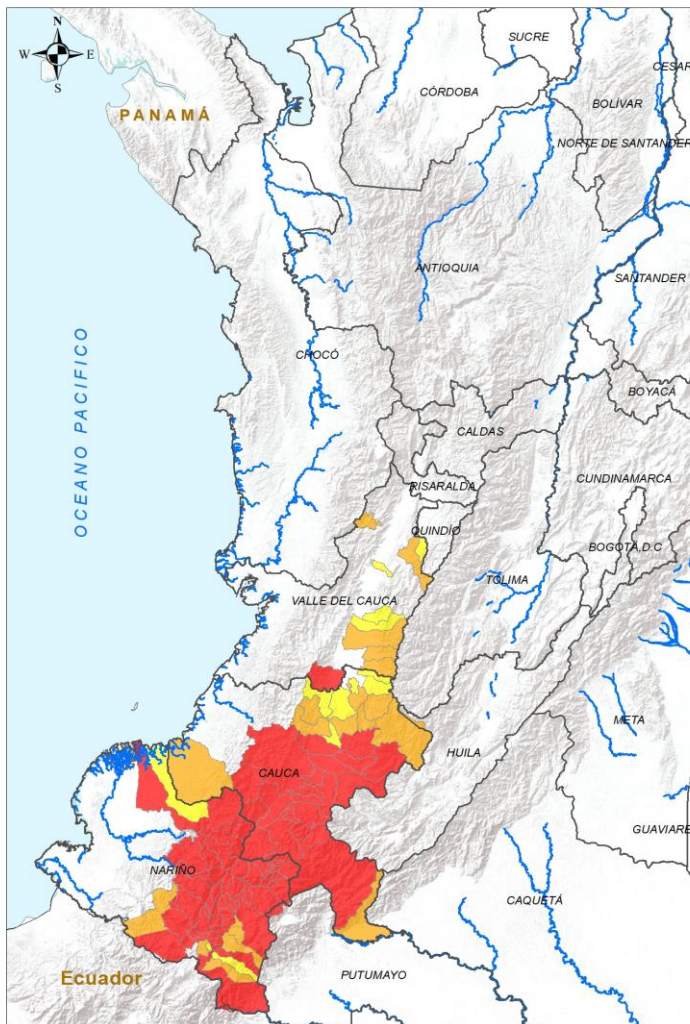 N
W E
S
SUCRE
CESAR
CÓRDOBA
BOLÍVAR
PANAMÁ
NORTE DE SANTANDER
ANTIOQUIA
SANTANDER
OCEANO PACIFICO
CHOCÓ
BOYACÁ
CALDAS
CUNDINAMARCA
RISARALDA
QUINDÍO
BOGOTÁ,D.C
TOLIMA
VALLE DEL CAUCA
META
HUILA
CAUCA
GUAVIARE
NARIÑO
CAQUETÁ
Ecuador
PUTUMAYO